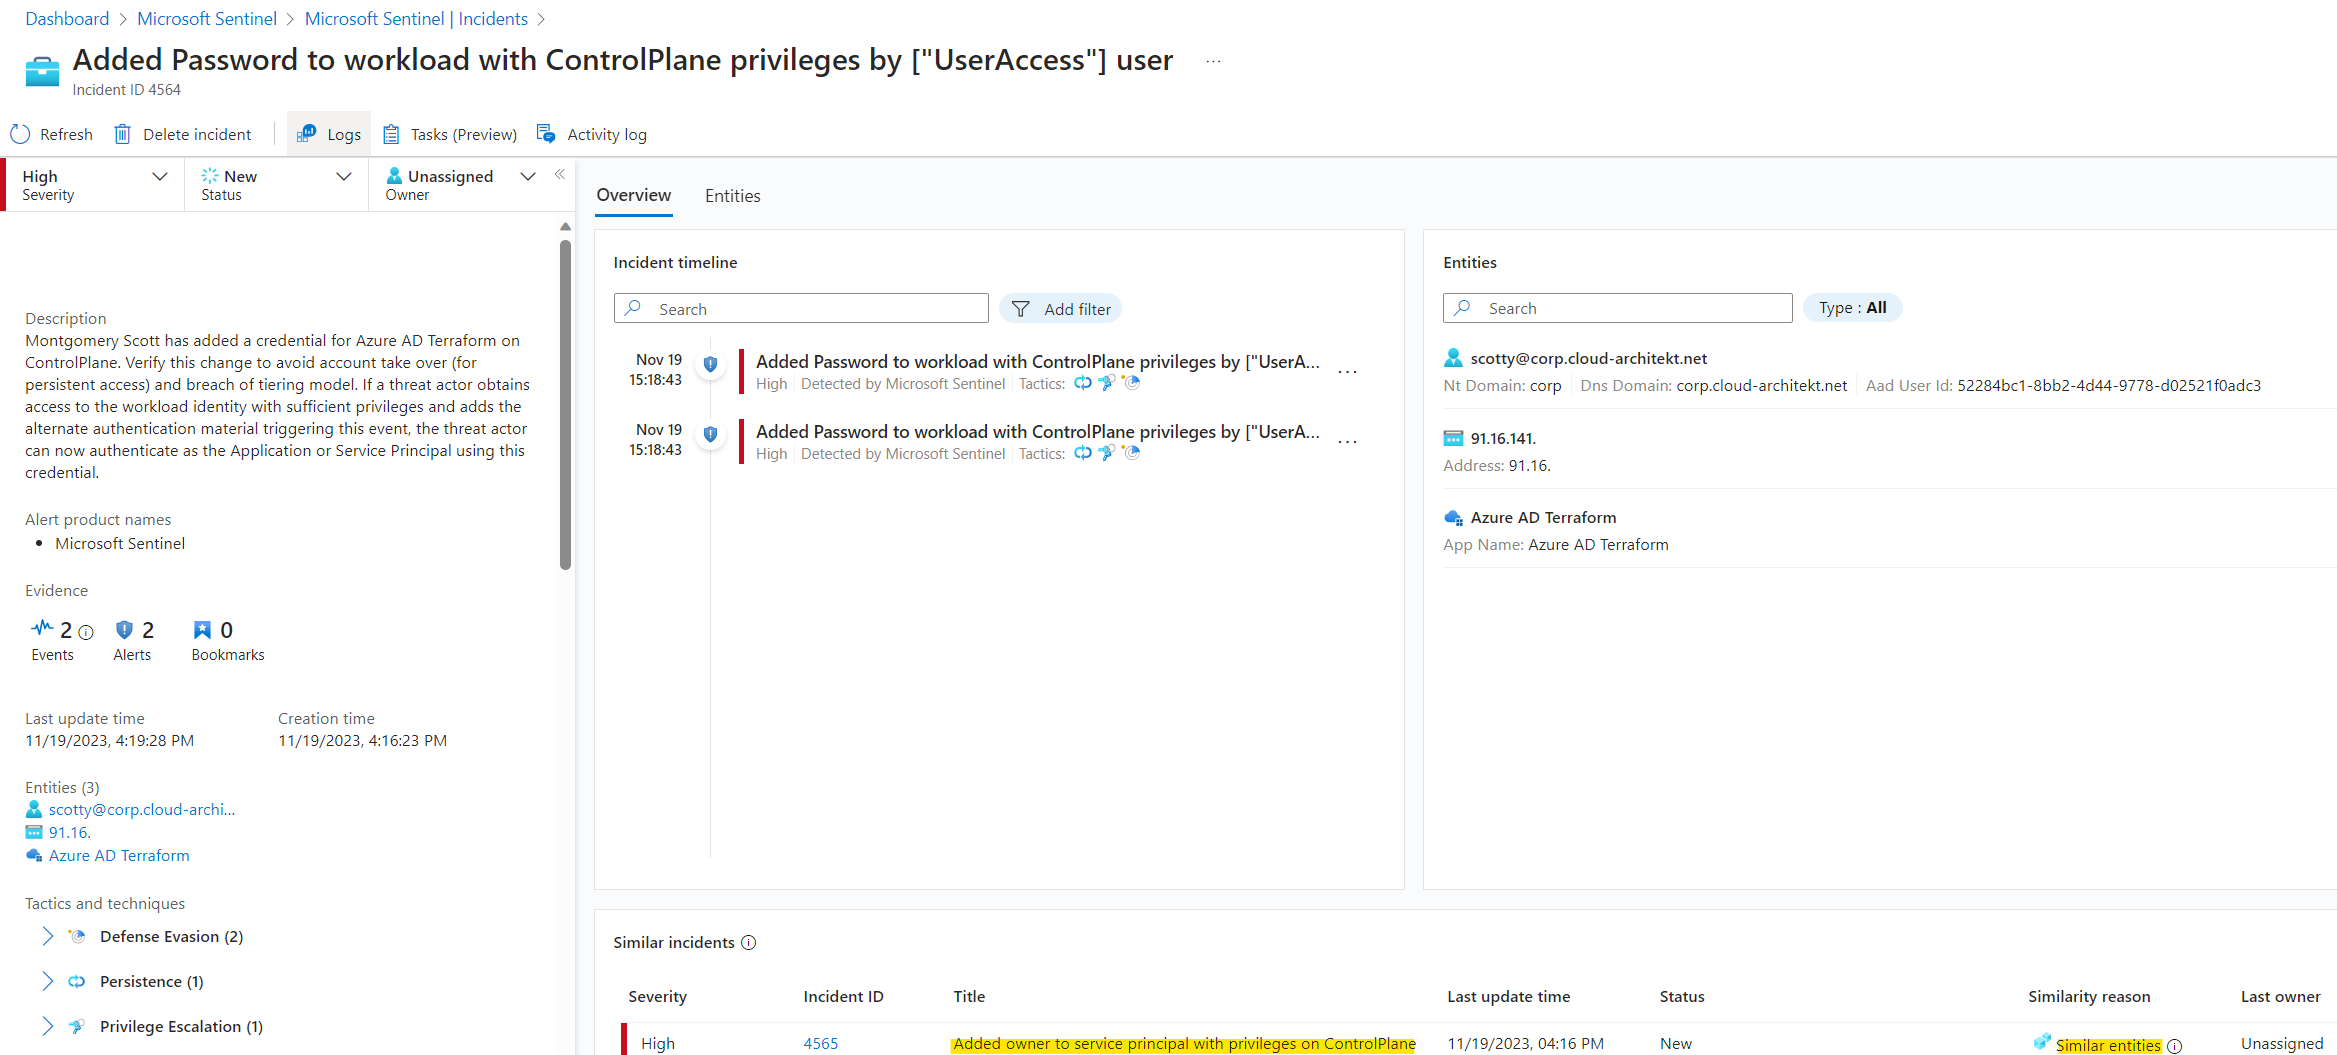 Dashboard > Microsoft Sentinel > Microsoft Sentinel | Incidents >
Added Password to workload with ControlPlane privileges by ["UserAccess"] user ...
Incident ID 4564
Refresh Delete incident Logs Tasks (Preview) Activity log
High
Severity
New
Status
Unassigned
Owner
«
Description
Montgomery Scott has added a credential for Azure AD Terraform on
ControlPlane. Verify this change to avoid account take over (for
persistent access) and breach of tiering model. If a threat actor obtains
access to the workload identity with sufficient privileges and adds the
alternate authentication material triggering this event, the threat actor
can now authenticate as the Application or Service Principal using this
credential.
Alert product names
• Microsoft Sentinel
Evidence
2 2 0
Events Alerts Bookmarks
Last update time Creation time
11/19/2023, 4:19:28 PM 11/19/2023, 4:16:23 PM
Entities (3)
scotty@corp.cloud-archi...
91.16.
Azure AD Terraform
Tactics and techniques
Defense Evasion (2)
Persistence (1)
Privilege Escalation (1)
Overview Entities
Incident timeline
Search Add filter
Nov 19
15:18:43
Added Password to workload with ControlPlane privileges by ["UserA... ...
High Detected by Microsoft Sentinel Tactics:
Nov 19
15:18:43
Added Password to workload with ControlPlane privileges by ["UserA... ...
High Detected by Microsoft Sentinel Tactics:
Entities
Search Type : All
scotty@corp.cloud-architekt.net
Nt Domain: corp Dns Domain: corp.cloud-architekt.net Aad User Id: 52284bc1-8bb2-4d44-9778-d02521f0adc3
91.16.141.
Address: 91.16.
Azure AD Terraform
App Name: Azure AD Terraform
Similar incidents
Severity Incident ID Title Last update time Status Similarity reason Last owner
High 4565 Added owner to service principal with privileges on ControlPlane 11/19/2023, 04:16 PM New Similar entities Unassigned